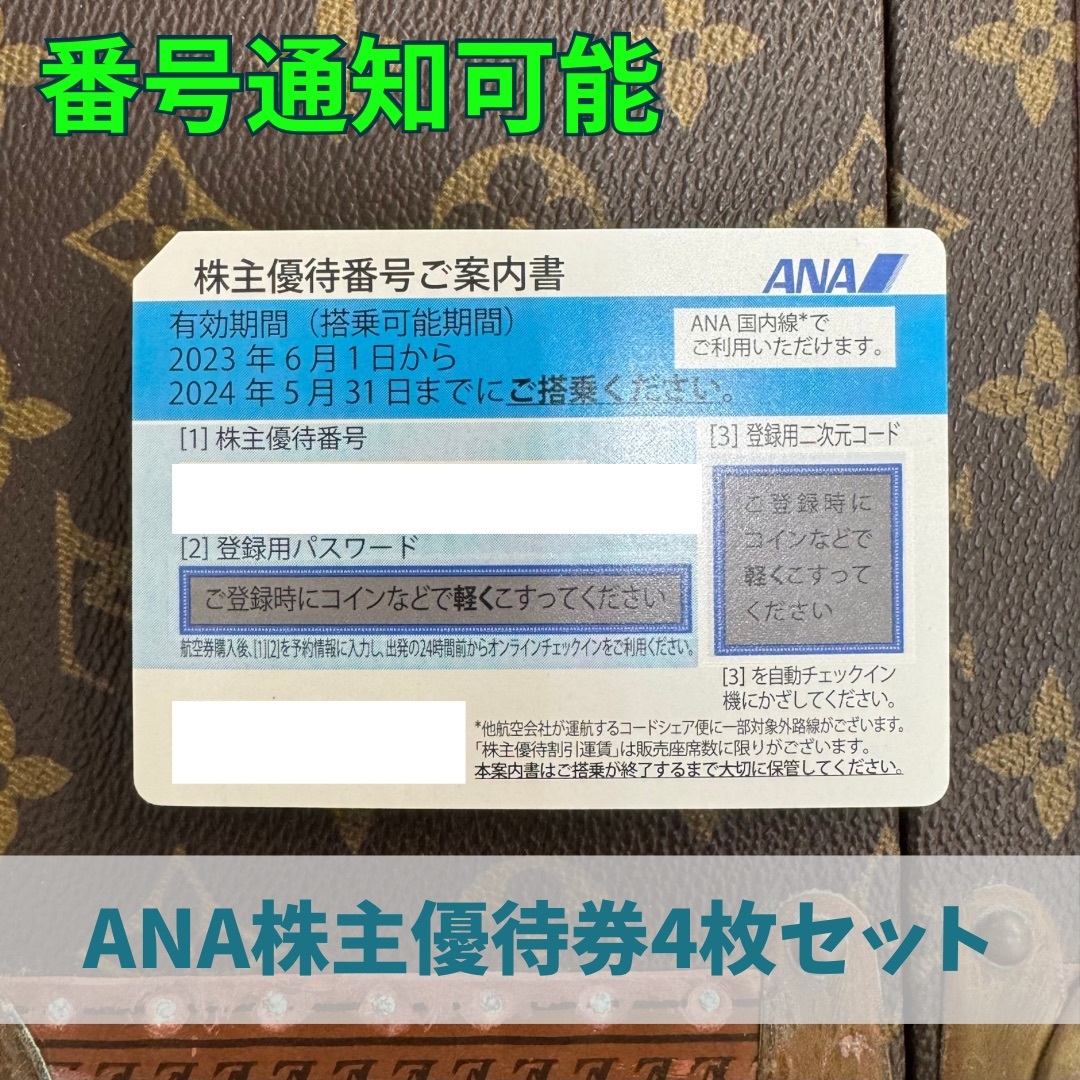 番号通知可能
株主優待番号ご案内書
ANA
有効期間（搭乗可能期間）
2023 年 6 月 1 日から
2024 年 5 月 31 日までにご搭乗ください。
ANA 国内線*で
ご利用いただけます。
[1] 株主優待番号
[2] 登録用パスワード
ご登録時にコインなどで軽くこすってください
航空券購入後、[1][2]を予約情報に入力し、出発の24時間前からオンラインチェックインをご利用ください。
[3] 登録用二次元コード
ご登録時に
コインなどで
軽くこすって
ください
[3] を自動チェックイン
機にかざしてください。
*他航空会社が運航するコードシェア便に一部対象外路線がございます。
「株主優待割引運賃」は販売座席数に限りがございます。
本案内書はご搭乗が終了するまで大切に保管してください。
ANA株主優待券4枚セット